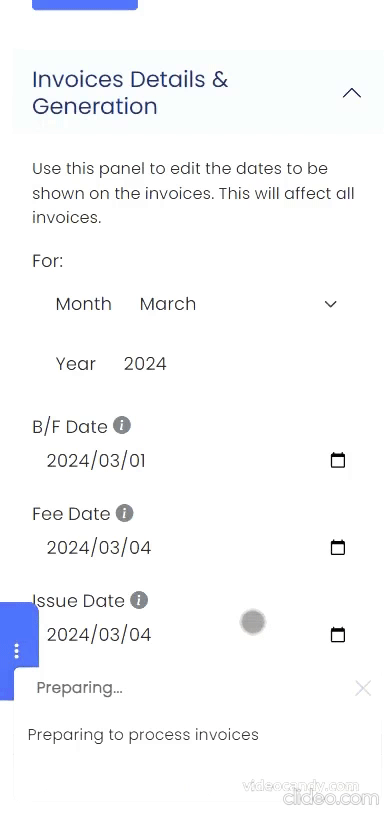 Invoices Details &
Generation
Use this panel to edit the dates to be
shown on the invoices. This will affect all
invoices.
For:
Month March
Year 2024
B/F Date i
2024/03/01
Fee Date i
2024/03/04
Issue Date i
2024/03/04
Preparing...
Preparing to process invoices
videocandy.com
clideo.com